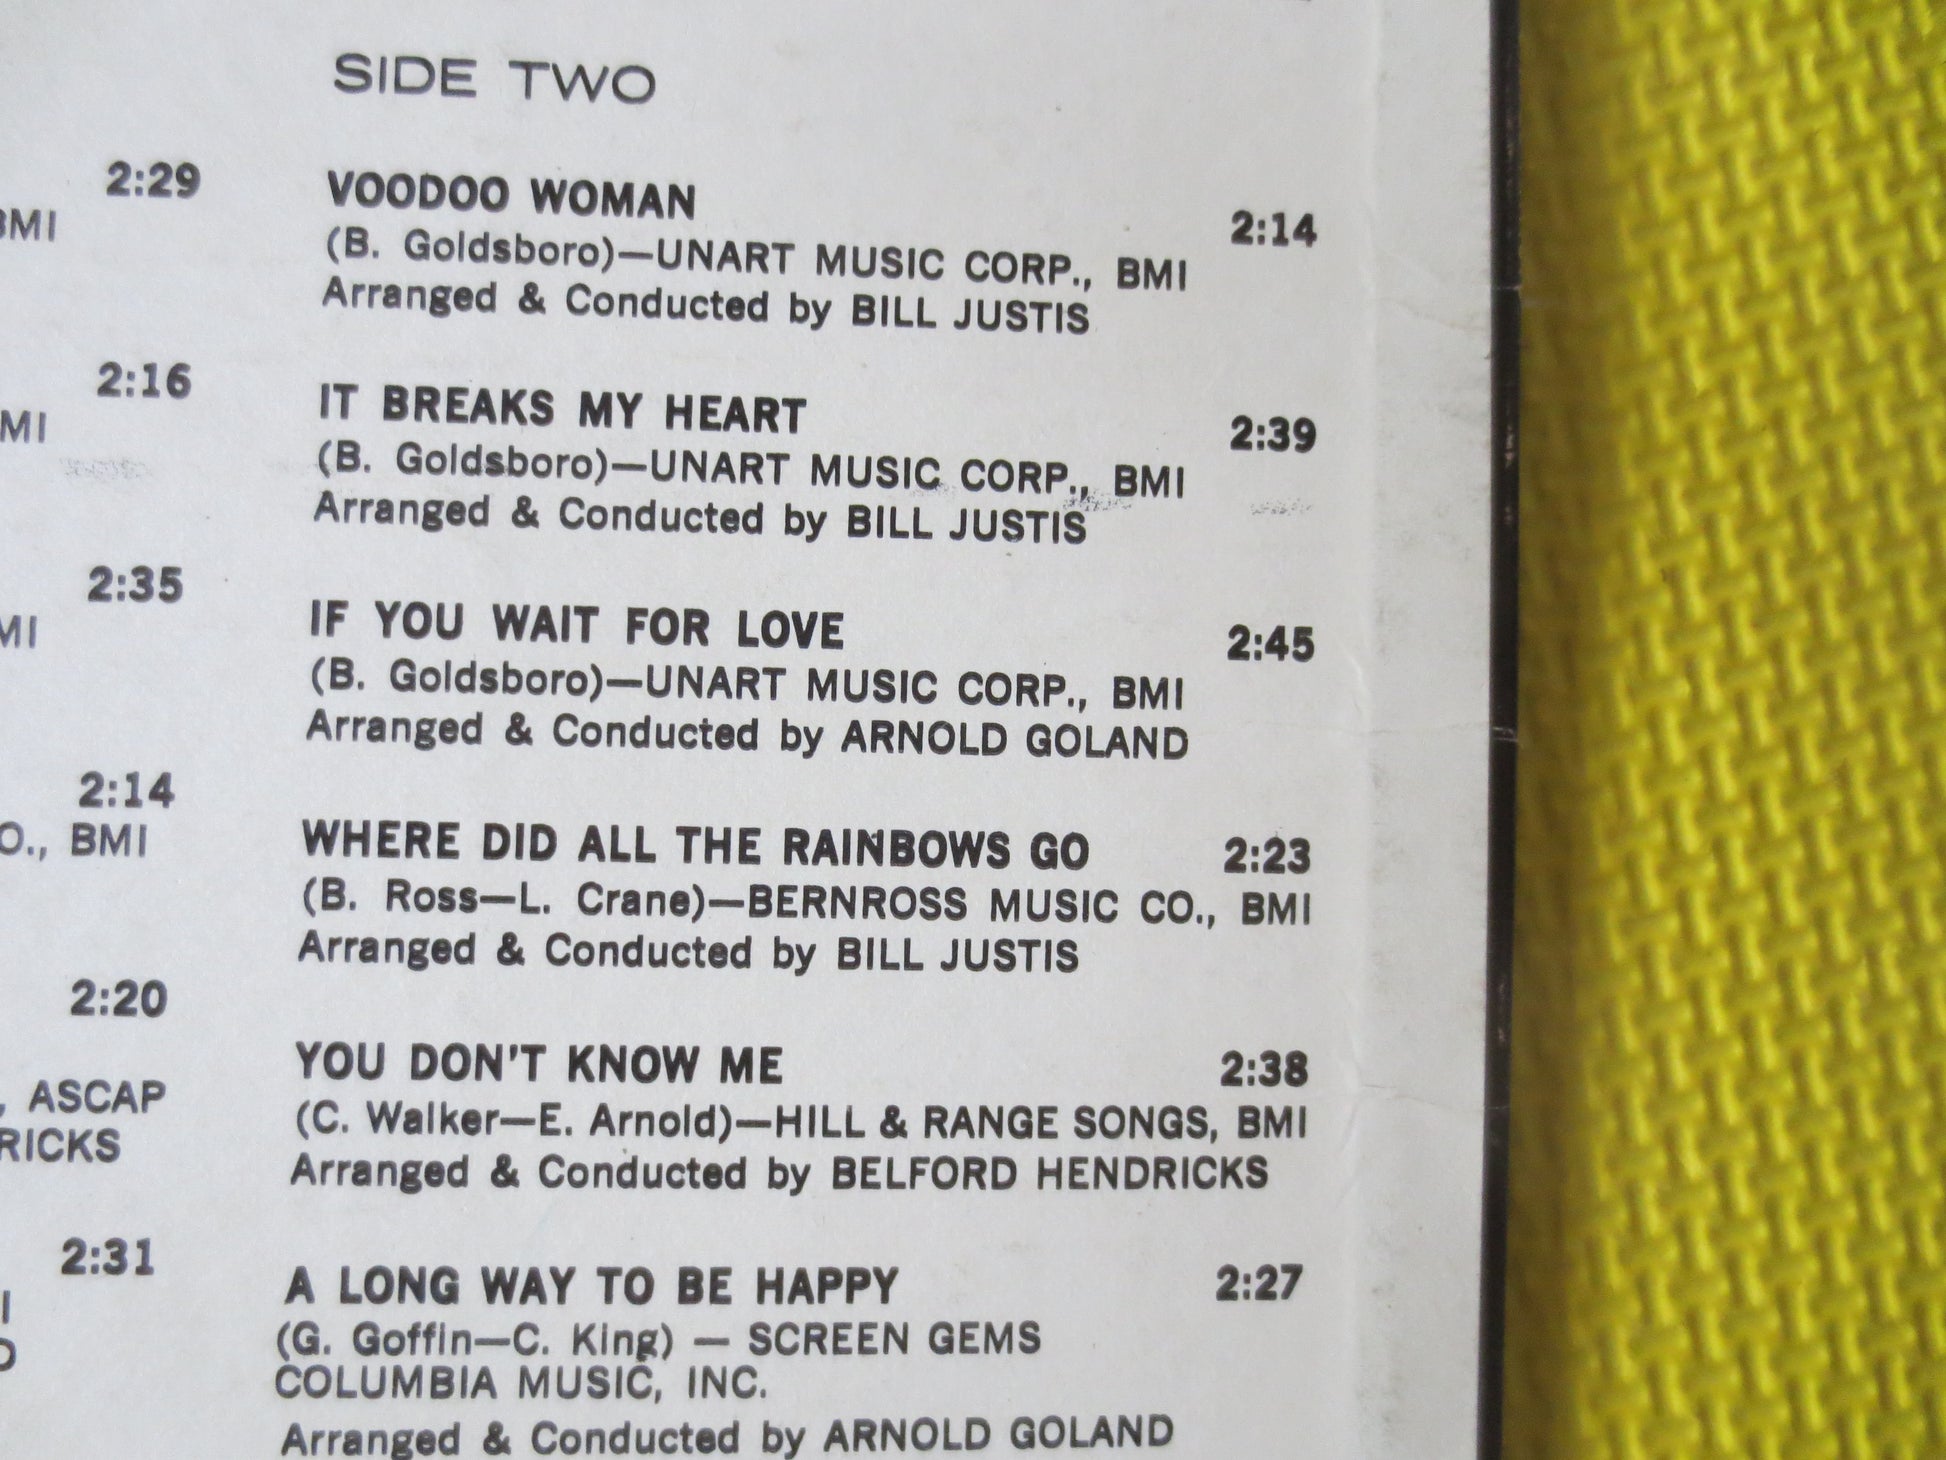 SIDE TWO
2:29
BMI
2:16
MI
2:35
MI
2:14
O., BMI
2:20
, ASCAP
RICKS
2:31
VOODOO WOMAN 2:14
(B. Goldsboro)—UNART MUSIC CORP., BMI
Arranged & Conducted by BILL JUSTIS
IT BREAKS MY HEART 2:39
(B. Goldsboro)—UNART MUSIC CORP., BMI
Arranged & Conducted by BILL JUSTIS
IF YOU WAIT FOR LOVE 2:45
(B. Goldsboro)—UNART MUSIC CORP., BMI
Arranged & Conducted by ARNOLD GOLAND
WHERE DID ALL THE RAINBOWS GO 2:23
(B. Ross—L. Crane)—BERNROSS MUSIC CO., BMI
Arranged & Conducted by BILL JUSTIS
YOU DON'T KNOW ME 2:38
(C. Walker—E. Arnold)—HILL & RANGE SONGS, BMI
Arranged & Conducted by BELFORD HENDRICKS
A LONG WAY TO BE HAPPY 2:27
(G. Goffin—C. King) — SCREEN GEMS
COLUMBIA MUSIC, INC.
Arranged & Conducted by ARNOLD GOLAND